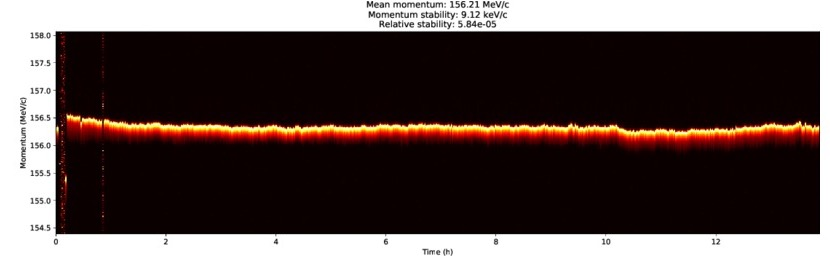 Mean momentum: 156.21 MeV/c
Momentum stability: 9.12 keV/c
Relative stability: 5.84e-05
158.0
157.5
157.0
156.5
156.0
155.5
155.0
154.5
Momentum (MeV/c)
0 2 4 6 8 10 12
Time (h)